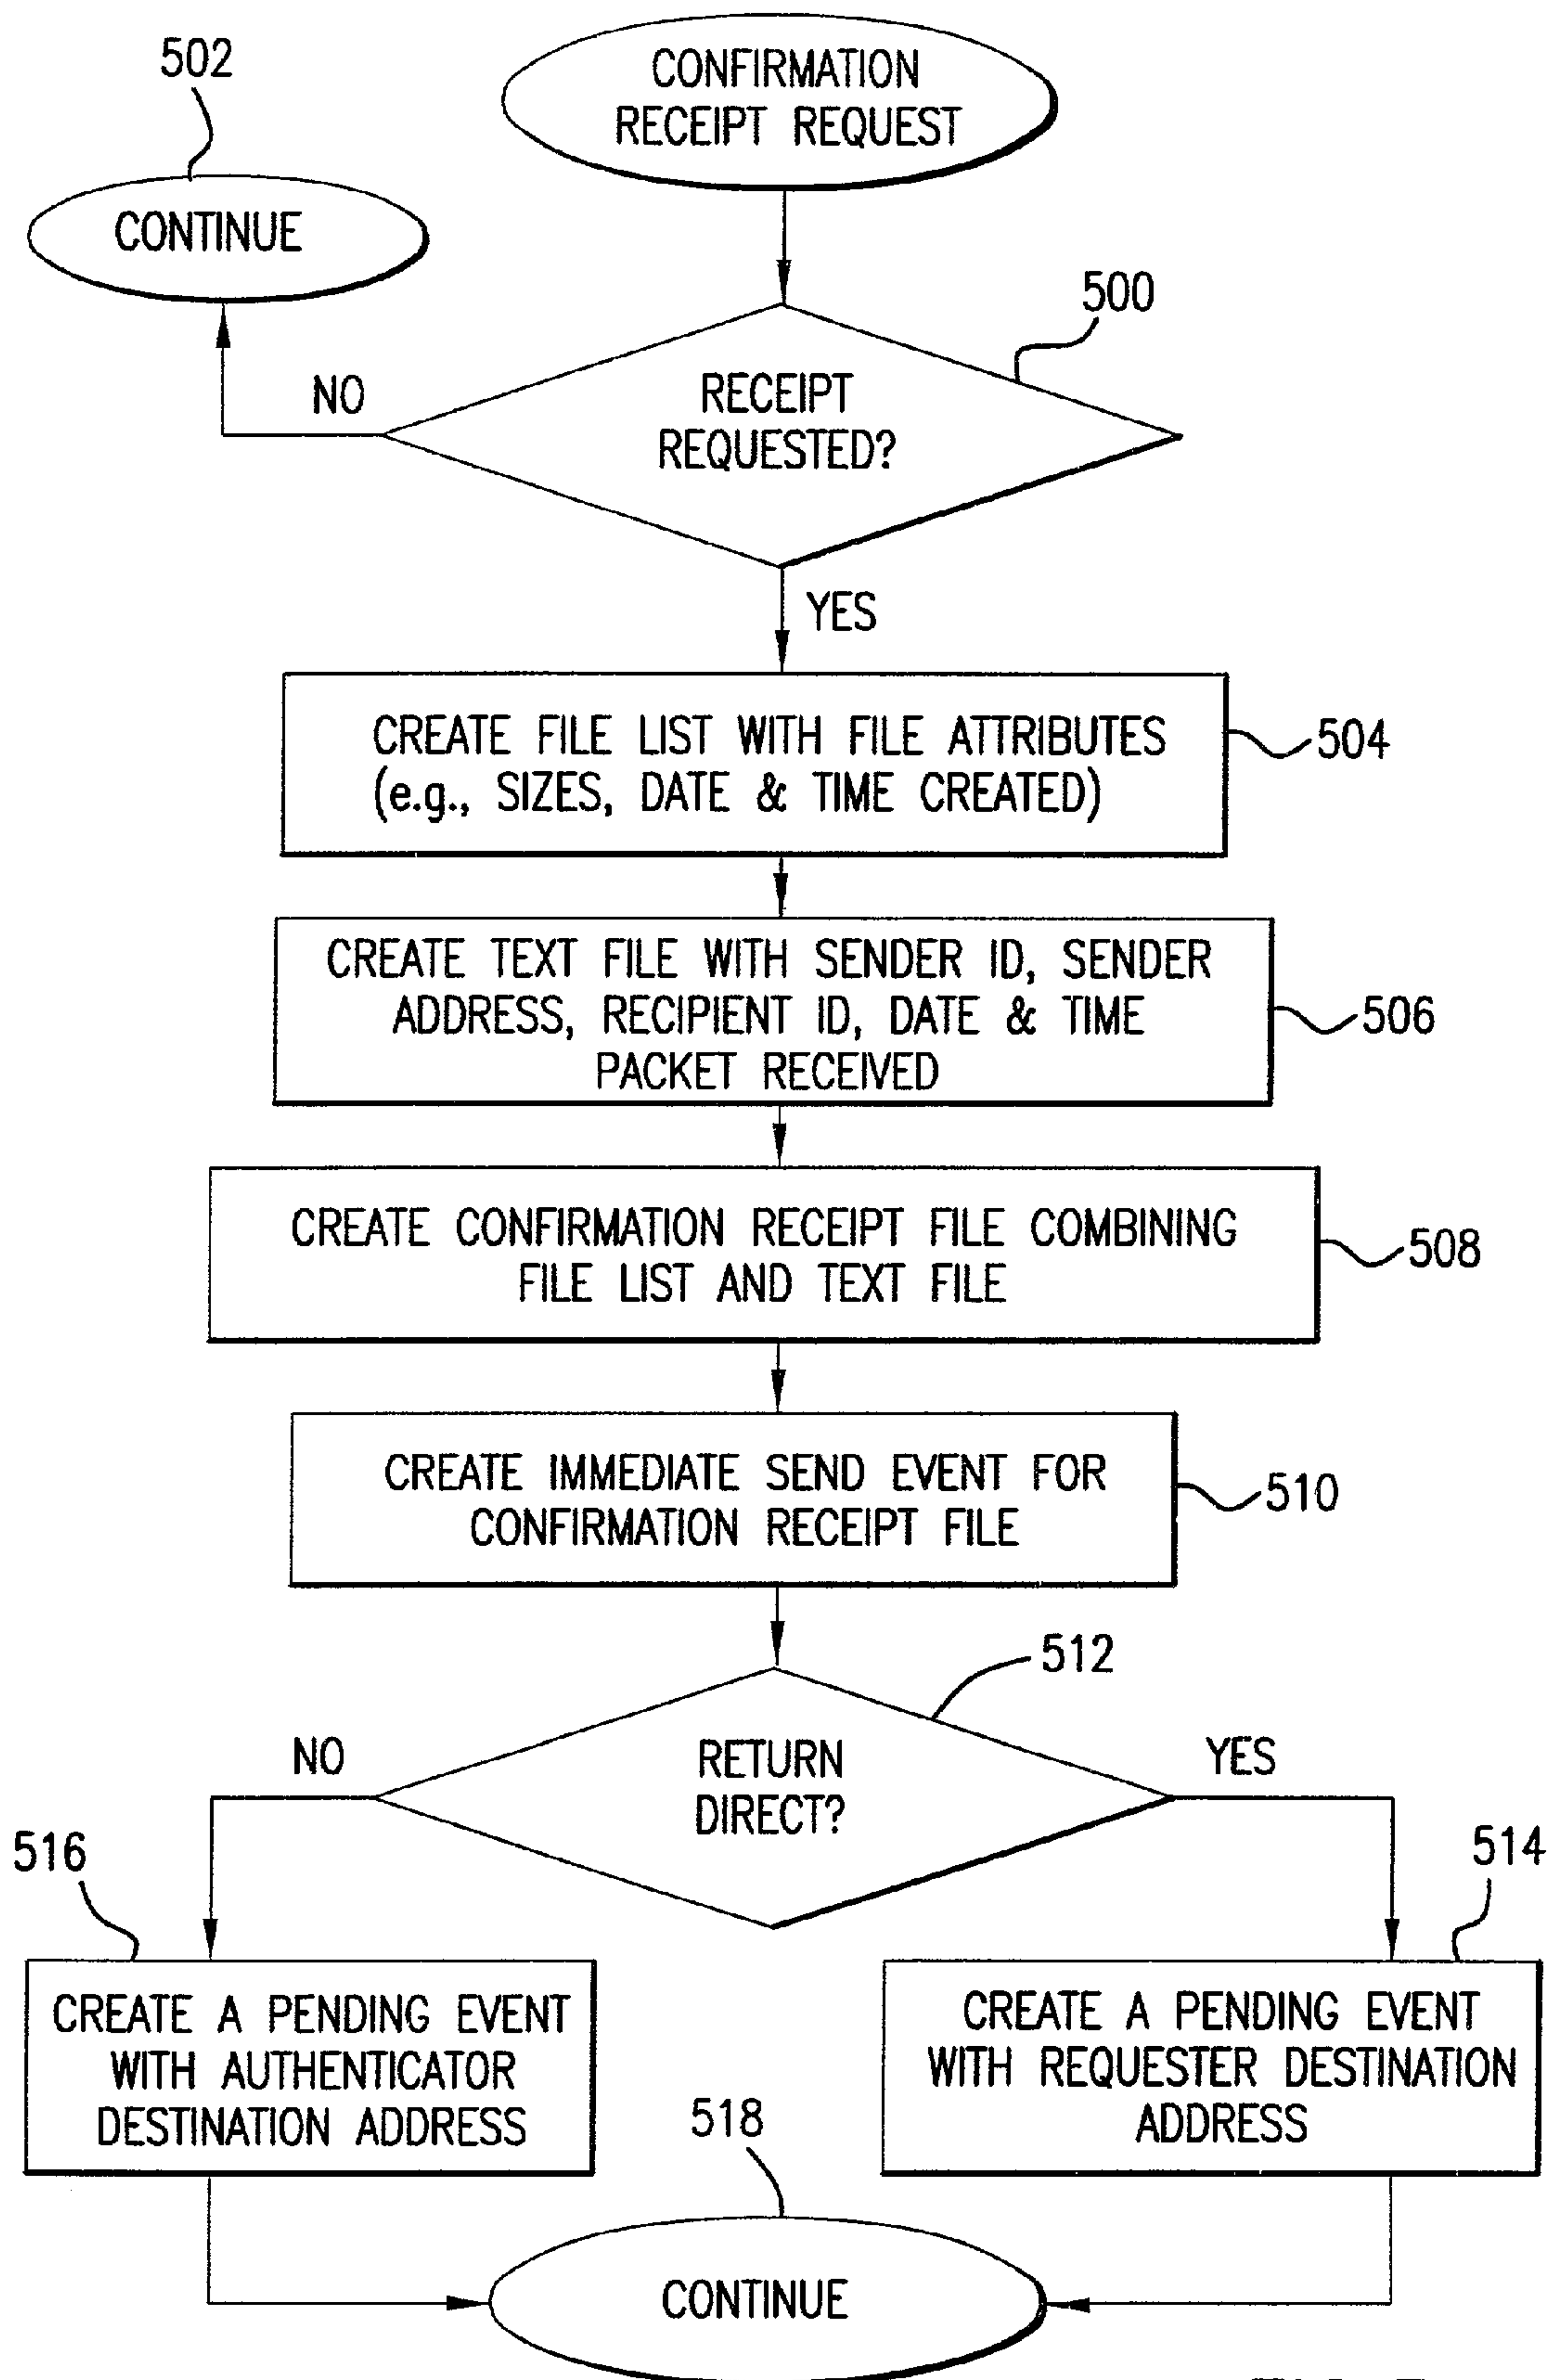 502
CONFIRMATION
RECEIPT REQUEST
CONTINUE
500
NO
RECEIPT
REQUESTED?
YES
CREATE FILE LIST WITH FILE ATTRIBUTES
(e.g., SIZES, DATE & TIME CREATED)
504
CREATE TEXT FILE WITH SENDER ID, SENDER
ADDRESS, RECIPIENT ID, DATE & TIME
PACKET RECEIVED
506
CREATE CONFIRMATION RECEIPT FILE COMBINING
FILE LIST AND TEXT FILE
508
CREATE IMMEDIATE SEND EVENT FOR
CONFIRMATION RECEIPT FILE
510
512
NO
RETURN
DIRECT?
YES
516
514
CREATE A PENDING EVENT
WITH AUTHENTICATOR
DESTINATION ADDRESS
CREATE A PENDING EVENT
WITH REQUESTER DESTINATION
ADDRESS
518
CONTINUE